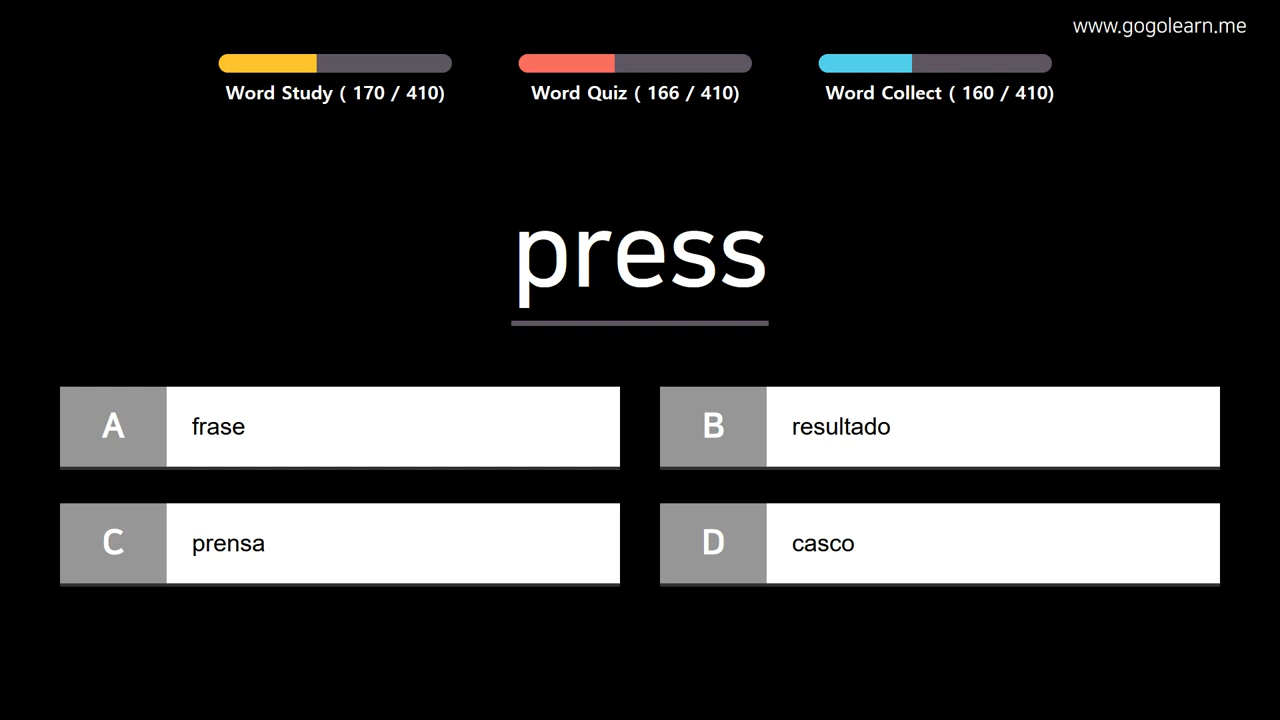 www.gogolearn.me
Word Study ( 170 / 410)
Word Quiz ( 166 / 410)
Word Collect ( 160 / 410)
press
A frase
B resultado
C prensa
D casco